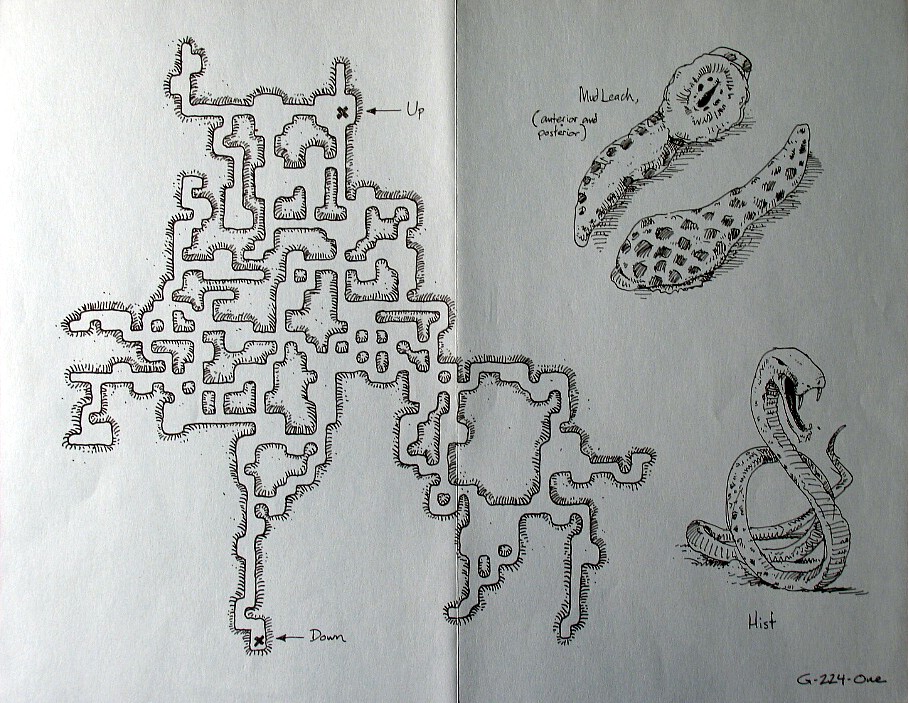 Up
Mud Leach,
(anterior and
posterior)
Down
Hist
G-224-One